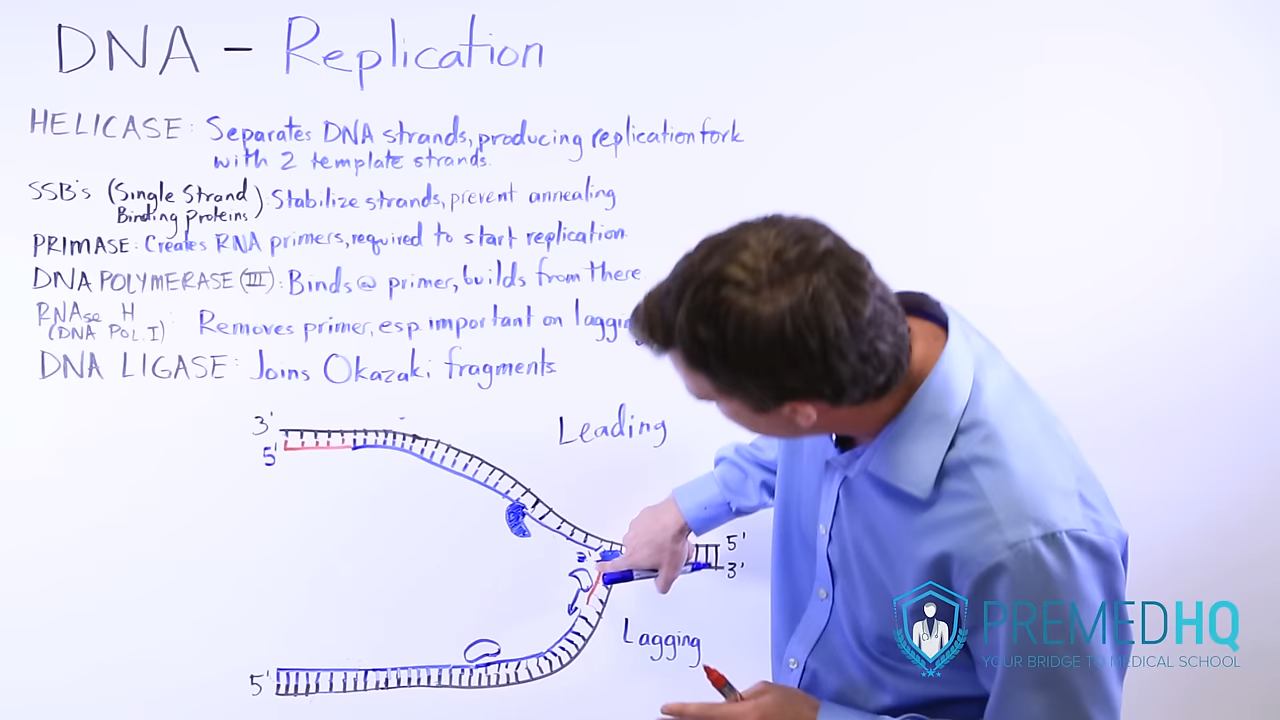 DNA - Replication
HELICASE: Separates DNA strands, producing replication fork
with 2 template strands.
SSB's (Single Strand Binding Proteins): Stabilize strands, prevent annealing
PRIMASE: Creates RNA primers, required to start replication.
DNA POLYMERASE (III): Binds @ primer, builds from there
RNAse H (DNA POL. I): Removes primer, esp. important on
DNA LIGASE: Joins Okazaki fragments.
3'
Leading
5'
5'
3'
3'
Lagging
5'
PREMEDHQ
YOUR BRIDGE TO MEDICAL SCHOOL